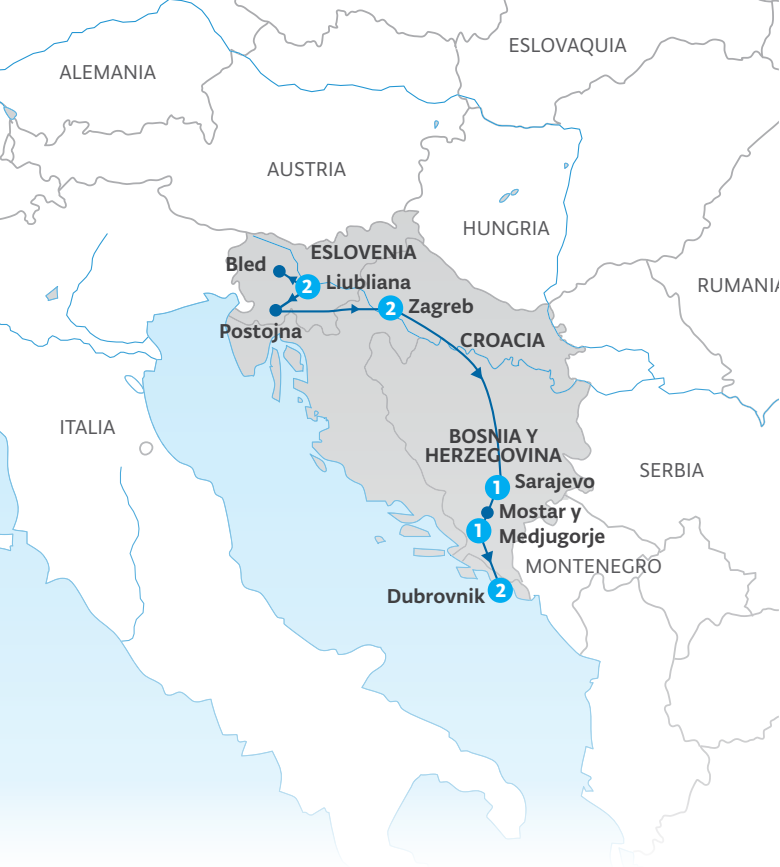 ESLOVAQUIA
ALEMANIA
AUSTRIA
HUNGRIA
ESLOVENIA
Bled
2 Liubliana
RUMANIA
2 Zagreb
Postojna
CROACIA
ITALIA
BOSNIA Y
HERZEGOVINA
SERBIA
1 Sarajevo
Mostar y
1 Medjugorje
MONTENEGRO
Dubrovnik 2